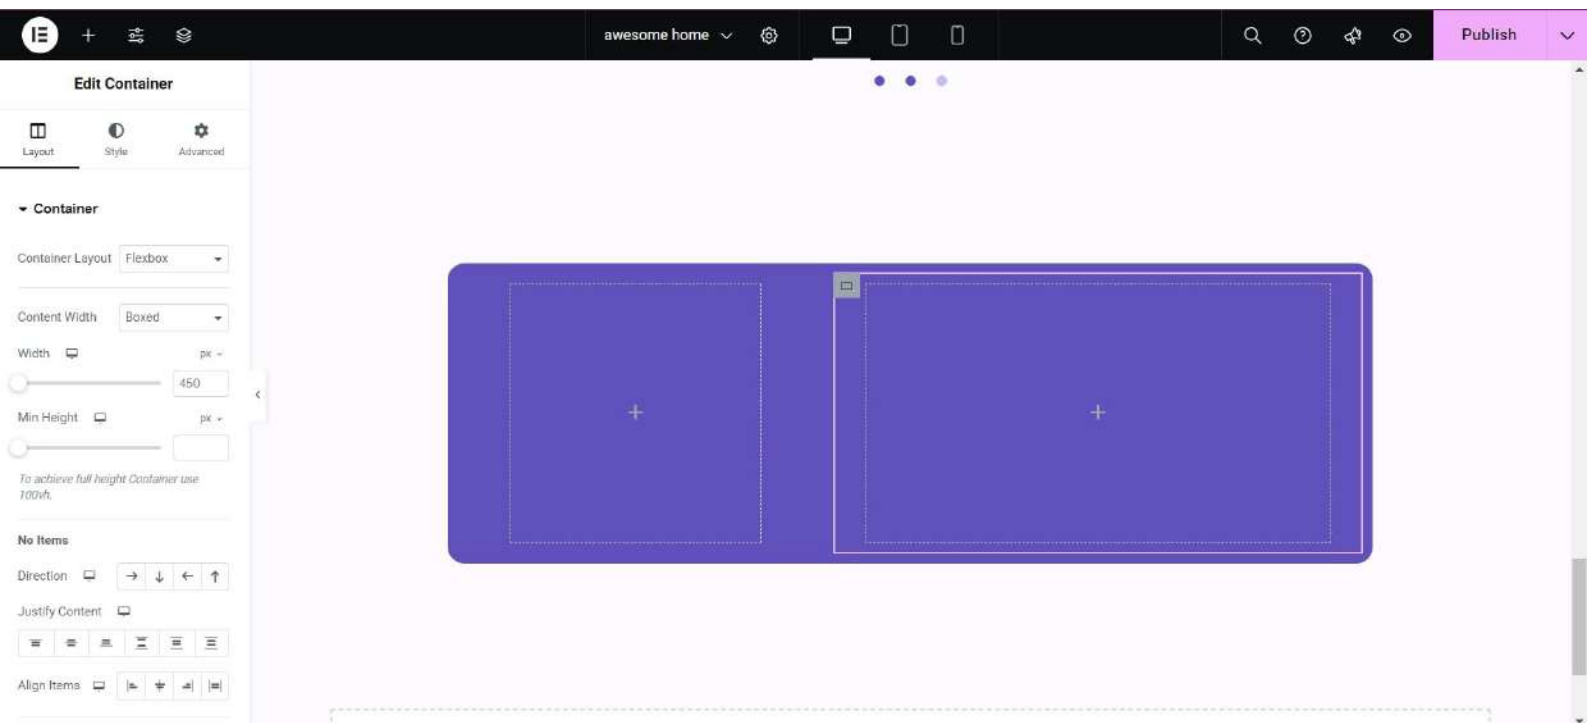 awesome home
Publish
Edit Container
Layout
Style
Advanced
Container
Container Layout
Flexbox
Content Width
Boxed
Width
px
450
Min Height
px
To achieve full height Container use
100vh.
No Items
Direction
Justify Content
Align Items